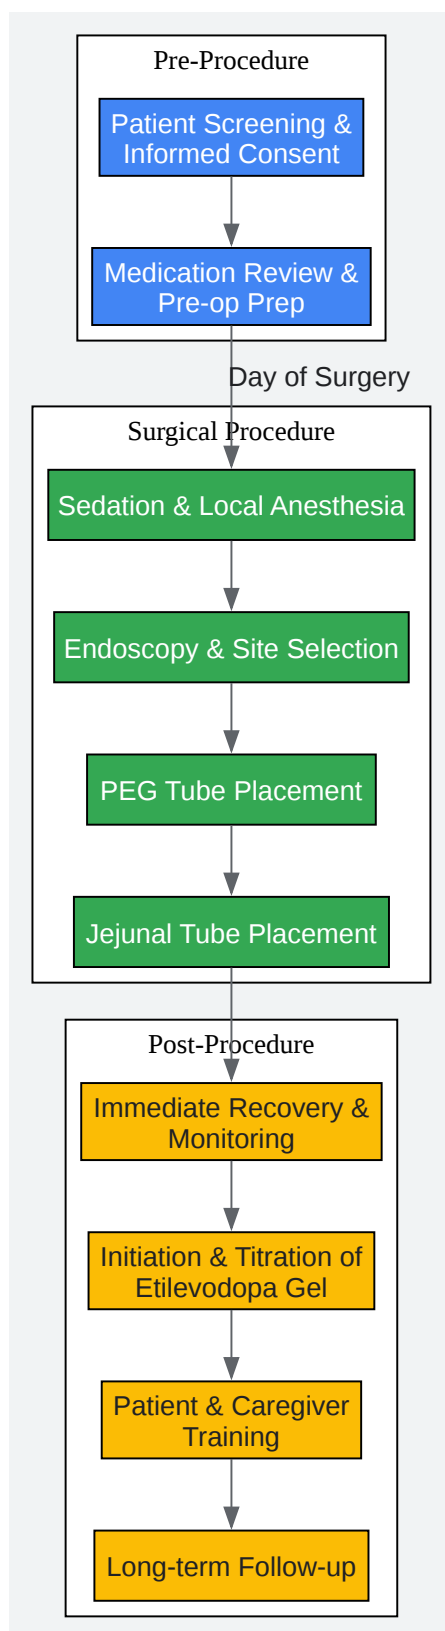 Pre-Procedure
Patient Screening &
Informed Consent
Medication Review &
Pre-op Prep
Day of Surgery
Surgical Procedure
Sedation & Local Anesthesia
Endoscopy & Site Selection
PEG Tube Placement
Jejunal Tube Placement
Post-Procedure
Immediate Recovery &
Monitoring
Initiation & Titration of
Etilevodopa Gel
Patient & Caregiver
Training
Long-term Follow-up